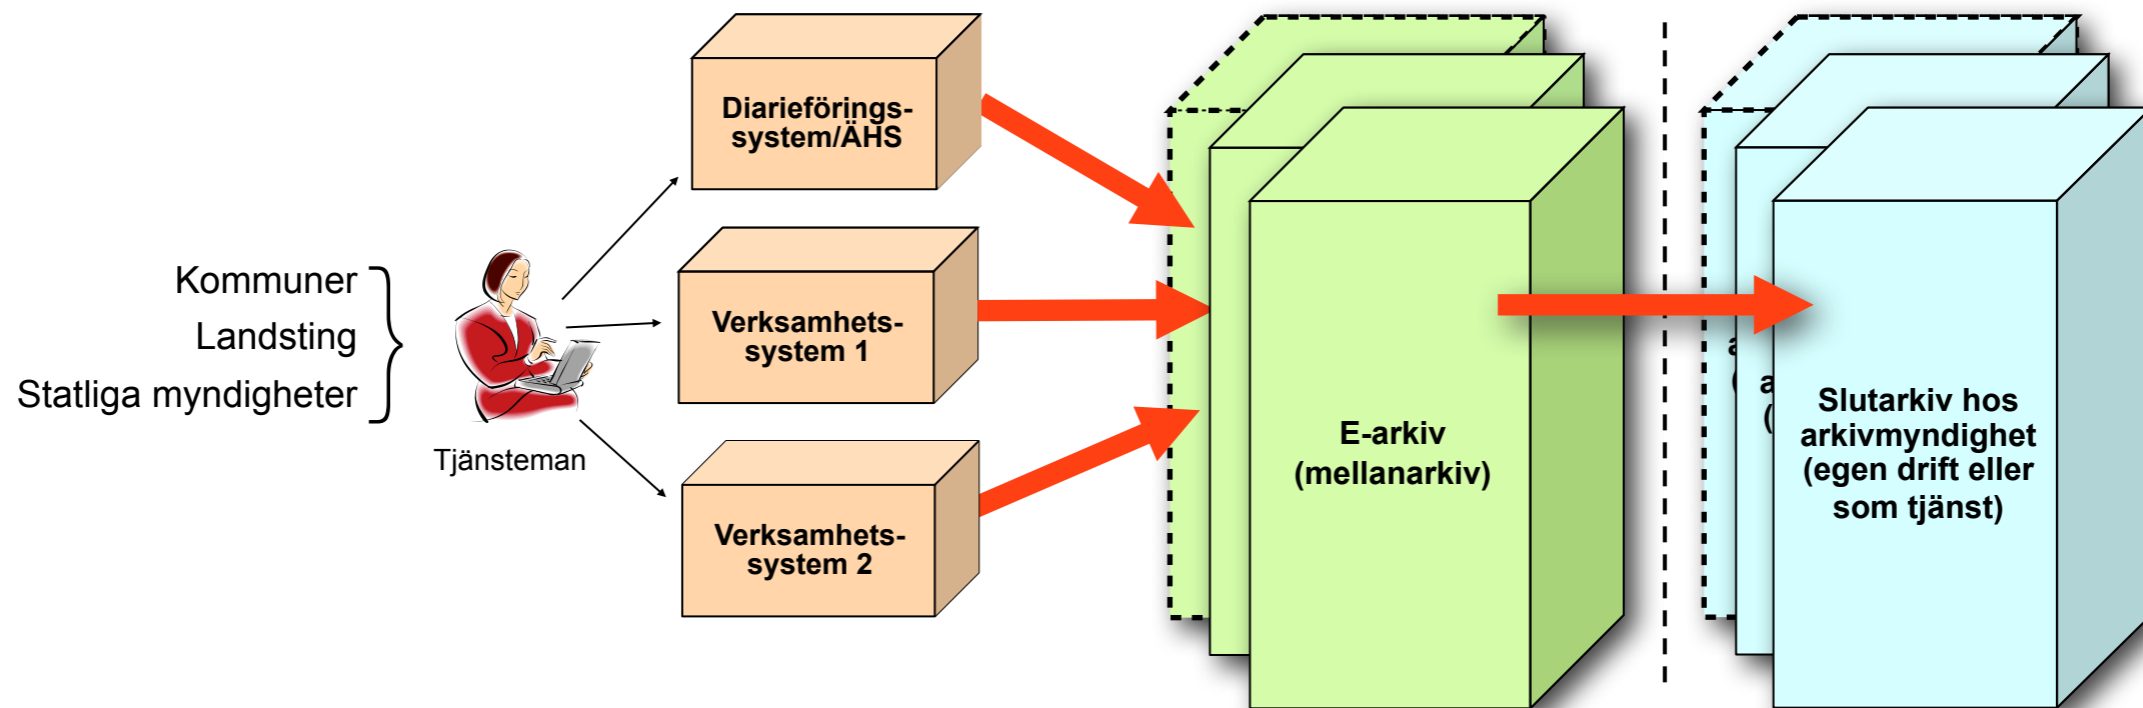 Kommuner
Landsting
Statliga myndigheter
Tjänsteman
Diarieförings-
system/ÄHS
Verksamhets-
system 1
Verksamhets-
system 2
E-arkiv
(mellanarkiv)
Slutarkiv hos
arkivmyndighet
(egen drift eller
som tjänst)